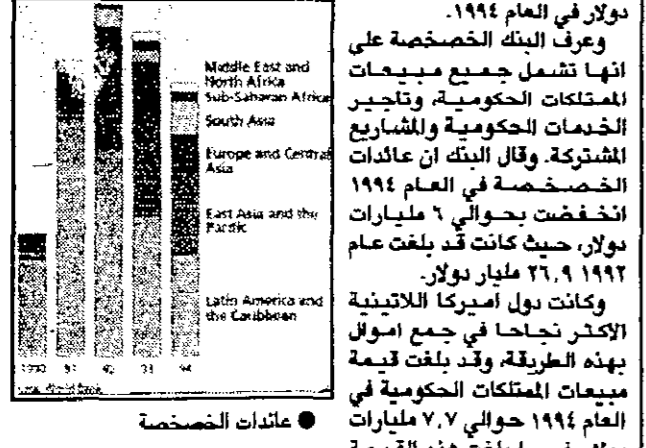 دولار في العام ١٩٩٤.
وعرف البنك الخصخصة على
انها تشمل جميع مبيعات
الممتلكات الحكومية، وتاجير
الخدمات الحكومية والمشاريع
المشتركة. وقال البنك ان عائدات
الخصخصة في العام ١٩٩٤
انخفضت بحوالي ٦ مليارات
دولار، حيث كانت قد بلغت عام
١٩٩٢ ٢٦,٩ مليار دولار.
وكانت دول اميركا اللاتينية
الاكثر نجاحا في جمع اموال
بهذه الطريقة، وقد بلغت قيمة
مبيعات الممتلكات الحكومية في
العام ١٩٩٤ حوالي ٧,٧ مليارات
Middle East and
North Africa
Sub-Saharan Africa
South Asia
Europe and Central
Asia
East Asia and the
Pacific
Latin America and
the Caribbean
1990 91 92 93 94
● عائدات الخصخصة